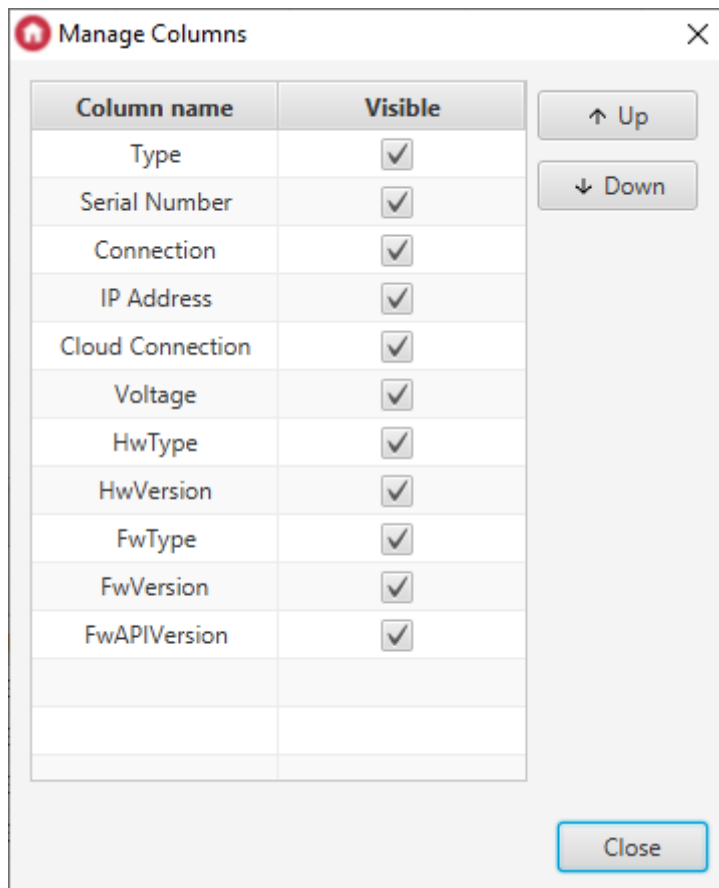 Manage Columns
Column name Visible
↑ Up
Type
↓ Down
Serial Number
Connection
IP Address
Cloud Connection
Voltage
HwType
HwVersion
FwType
FwVersion
FwAPIVersion
Close